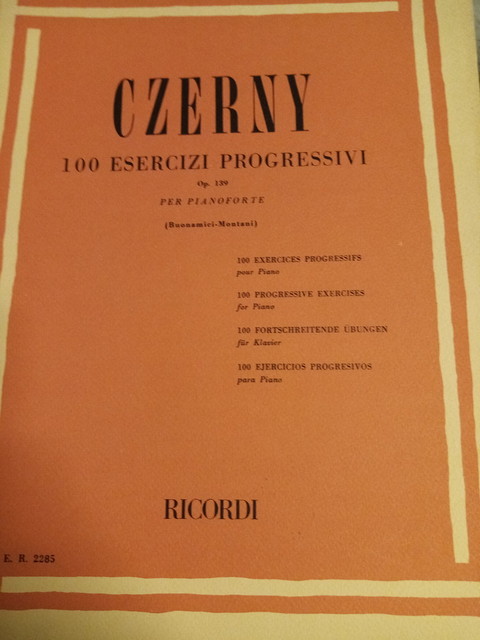 CZERNY
100 ESERCIZI PROGRESSIVI
Op. 139
PER PIANOFORTE
(Buonamici-Montani)
100 EXERCICES PROGRESSIFS
pour Piano
100 PROGRESSIVE EXERCISES
for Piano
100 FORTSCHREITENDE ÜBUNGEN
für Klavier
100 EJERCICIOS PROGRESIVOS
para Piano
RICORDI
E. R. 2285